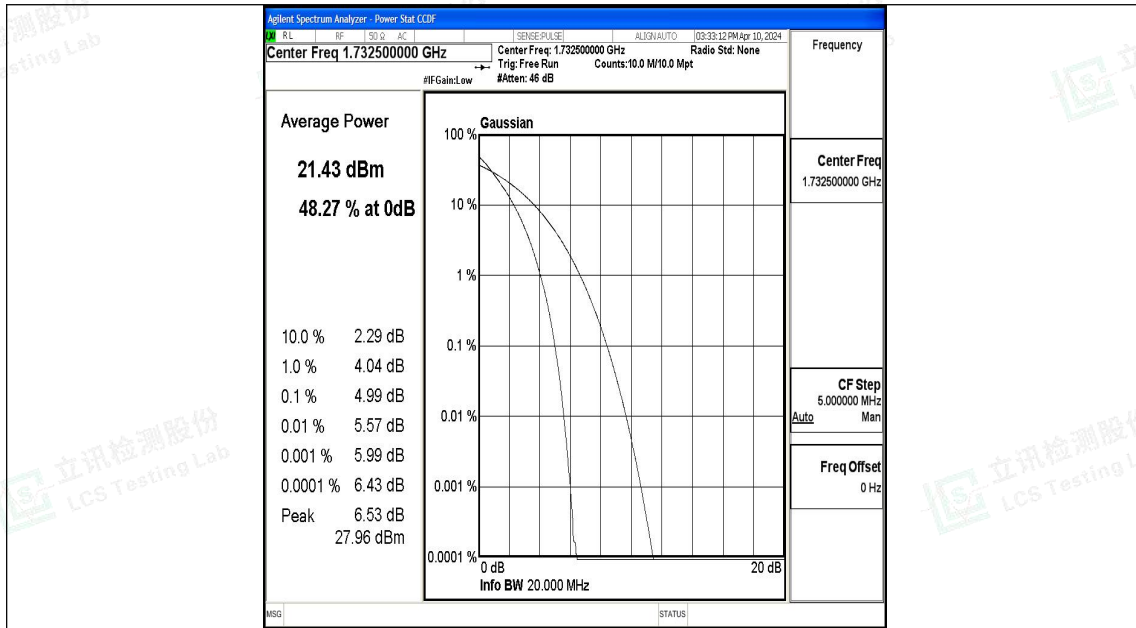 Agilent Spectrum Analyzer - Power Stat CCDF
RL RF 50 Ω AC SENSE:PULSE ALIGN AUTO 03:33:12 PM Apr 10, 2024
Center Freq 1.732500000 GHz
Center Freq: 1.732500000 GHz Radio Std: None
Trig: Free Run Counts:10.0 M/10.0 Mpt
#IFGain:Low #Atten: 46 dB
Frequency
Average Power
21.43 dBm
48.27 % at 0dB
10.0 % 2.29 dB
1.0 % 4.04 dB
0.1 % 4.99 dB
0.01 % 5.57 dB
0.001 % 5.99 dB
0.0001 % 6.43 dB
Peak 6.53 dB
27.96 dBm
Gaussian
100 %
10 %
1 %
0.1 %
0.01 %
0.001 %
0.0001 %
0 dB 20 dB
Info BW 20.000 MHz
Center Freq
1.732500000 GHz
CF Step
5.000000 MHz
Auto Man
Freq Offset
0 Hz
MSG STATUS
立讯检测股份
LCS Testing Lab
立讯检测股
LCS Testing L